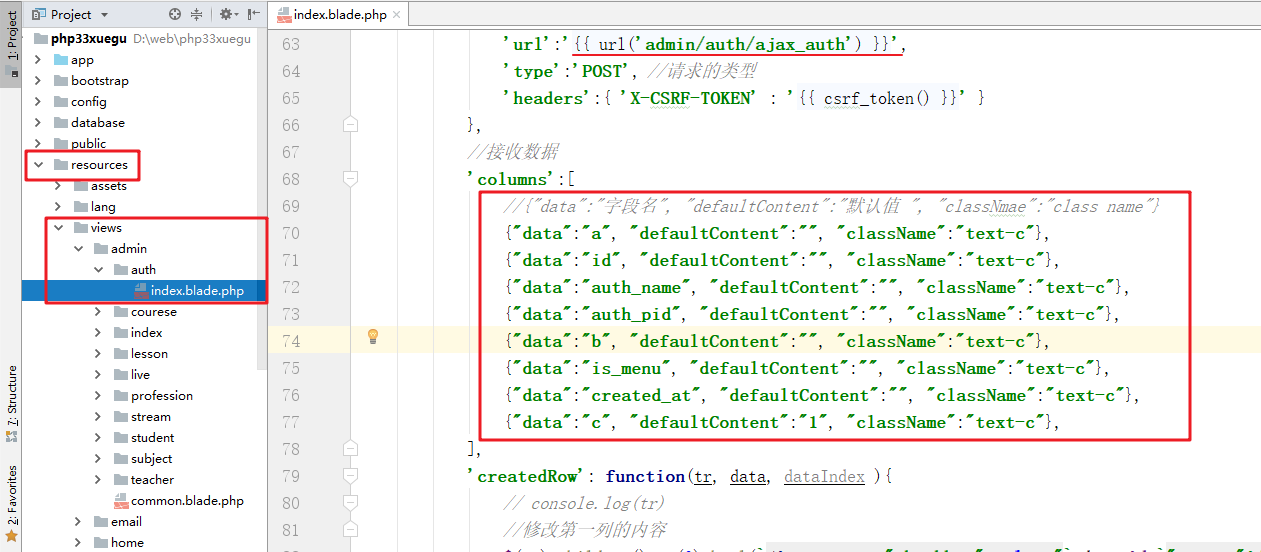 Project
index.blade.php
1: Project
7: Structure
2: Favorites
php33xuegu D:\web\php33xuegu
app
bootstrap
config
database
public
resources
assets
lang
views
admin
auth
index.blade.php
courese
index
lesson
live
profession
stream
student
subject
teacher
common.blade.php
email
home
63 'url':'{{ url('admin/auth/ajax_auth') }}',
64 'type':'POST', //请求的类型
65 'headers':{ 'X-CSRF-TOKEN' : '{{ csrf_token() }}' }
66 },
67 //接收数据
68 'columns':[
69 //{"data":"字段名", "defaultContent":"默认值 ", "classNmae":"class name"}
70 {"data":"a", "defaultContent":"", "className":"text-c"},
71 {"data":"id", "defaultContent":"", "className":"text-c"},
72 {"data":"auth_name", "defaultContent":"", "className":"text-c"},
73 {"data":"auth_pid", "defaultContent":"", "className":"text-c"},
74 {"data":"b", "defaultContent":"", "className":"text-c"},
75 {"data":"is_menu", "defaultContent":"", "className":"text-c"},
76 {"data":"created_at", "defaultContent":"", "className":"text-c"},
77 {"data":"c", "defaultContent":"1", "className":"text-c"},
78 ],
79 'createdRow': function(tr, data, dataIndex ){
80 // console.log(tr)
81 //修改第一列的内容